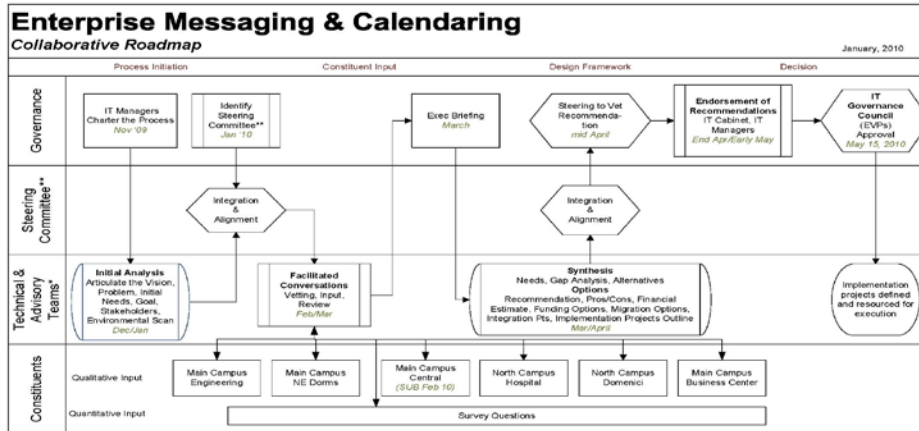 Enterprise Messaging & Calendaring
Collaborative Roadmap
January, 2010
Process Initiation
Constituent Input
Design Framework
Decision
Governance
IT Managers
Charter the Process
Nov '09
Identify
Steering
Committee**
Jan '10
Exec Briefing
March
Steering to Vet
Recommenda-
tion
mid April
Endorsement of
Recommendations
IT Cabinet, IT
Managers
End Apr/Early May
IT
Governance
Council
(EVPs)
Approval
May 15, 2010
Steering
Committee**
Integration
&
Alignment
Integration
&
Alignment
Technical &
Advisory
Teams*
Initial Analysis
Articulate the Vision,
Problem, Initial
Needs, Goal,
Stakeholders,
Environmental Scan
Dec/Jan
Facilitated
Conversations
Vetting, Input,
Review
Feb/Mar
Synthesis
Needs, Gap Analysis, Alternatives
Options
Recommendation, Pros/Cons, Financial
Estimate, Funding Options, Migration Options,
Integration Pts, Implementation Projects Outline
Mar/April
Implementation
projects defined
and resourced for
execution
Constituents
Qualitative Input
Main Campus
Engineering
Main Campus
NE Dorms
Main Campus
Central
(SUB Feb 10)
North Campus
Hospital
North Campus
Domenici
Main Campus
Business Center
Quantitative Input
Survey Questions